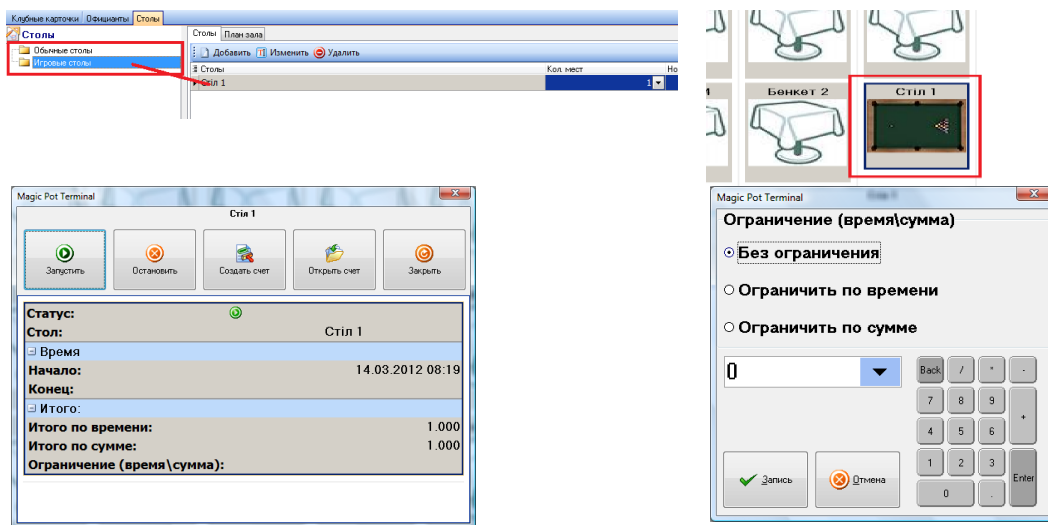 Клубные карточки Официанты Столы
Столы
Обычные столы
Игровые столы
Столы План зала
Добавить Изменить Удалить
Столы Кол. мест Но
Стіл 1 1
Бенкет 2 Стіл 1
Magic Pot Terminal
Стіл 1
Запустить Остановить Создать счет Открыть счет Закрыть
Статус:
Стол: Стіл 1
Время
Начало: 14.03.2012 08:19
Конец:
Итого:
Итого по времени: 1.000
Итого по сумме: 1.000
Ограничение (время\сумма):
Magic Pot Terminal
Ограничение (время\сумма)
Без ограничения
Ограничить по времени
Ограничить по сумме
0
Back / * -
7 8 9 +
4 5 6
1 2 3 Enter
0 .
Запись Отмена